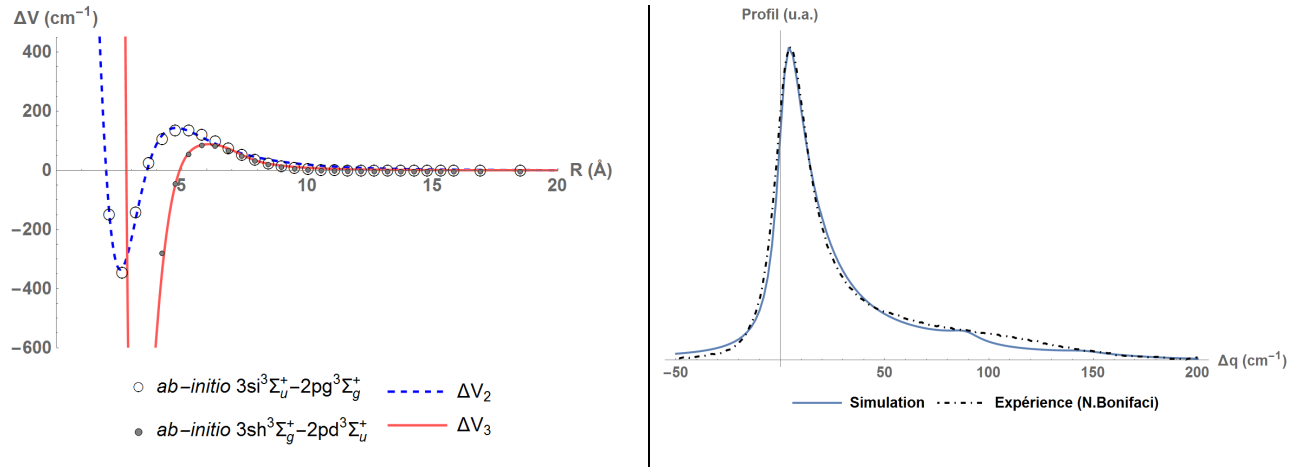 ΔV (cm⁻¹)
400
200
0
-200
-400
-600
5
10
15
20
R (Å)
ab-initio 3si³Σᵤ⁺-2pg³Σg⁺
ΔV₂
ab-initio 3sh³Σg⁺-2pd³Σᵤ⁺
ΔV₃
Profil (u.a.)
-50
50
100
150
200
Δq (cm⁻¹)
Simulation
Expérience (N.Bonifaci)